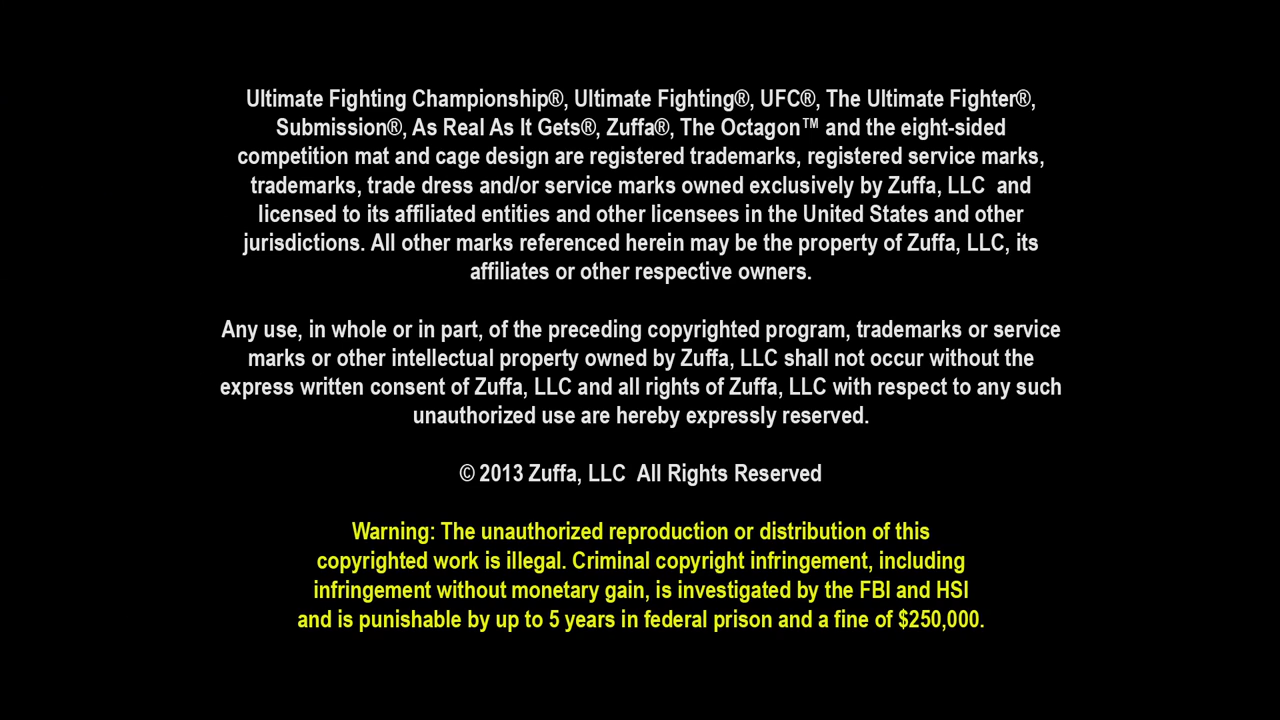 Ultimate Fighting Championship®, Ultimate Fighting®, UFC®, The Ultimate Fighter®,
Submission®, As Real As It Gets®, Zuffa®, The Octagon™ and the eight-sided
competition mat and cage design are registered trademarks, registered service marks,
trademarks, trade dress and/or service marks owned exclusively by Zuffa, LLC  and
licensed to its affiliated entities and other licensees in the United States and other
jurisdictions. All other marks referenced herein may be the property of Zuffa, LLC, its
affiliates or other respective owners.
Any use, in whole or in part, of the preceding copyrighted program, trademarks or service
marks or other intellectual property owned by Zuffa, LLC shall not occur without the
express written consent of Zuffa, LLC and all rights of Zuffa, LLC with respect to any such
unauthorized use are hereby expressly reserved.
© 2013 Zuffa, LLC  All Rights Reserved
Warning: The unauthorized reproduction or distribution of this
copyrighted work is illegal. Criminal copyright infringement, including
infringement without monetary gain, is investigated by the FBI and HSI
and is punishable by up to 5 years in federal prison and a fine of $250,000.